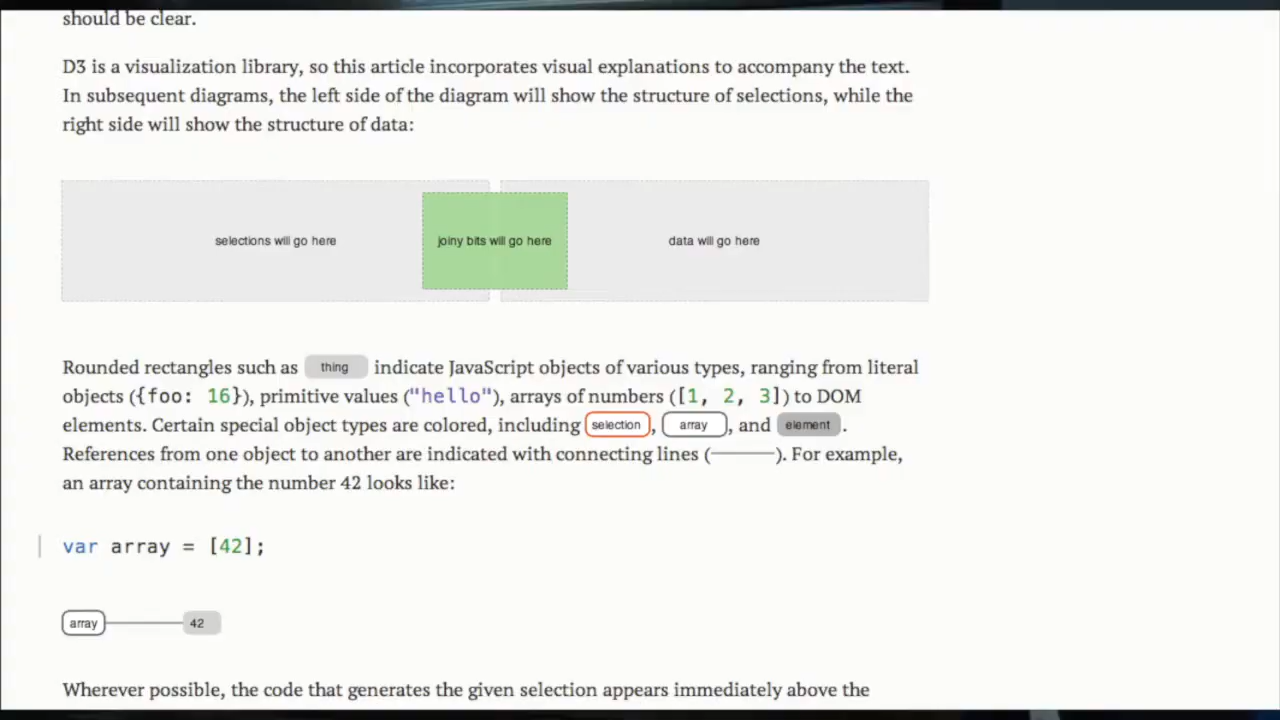 should be clear.
D3 is a visualization library, so this article incorporates visual explanations to accompany the text.
In subsequent diagrams, the left side of the diagram will show the structure of selections, while the
right side will show the structure of data:
selections will go here joiny bits will go here data will go here
Rounded rectangles such as thing indicate JavaScript objects of various types, ranging from literal
objects ({foo: 16}), primitive values ("hello"), arrays of numbers ([1, 2, 3]) to DOM
elements. Certain special object types are colored, including selection, array, and element.
References from one object to another are indicated with connecting lines (———). For example,
an array containing the number 42 looks like:
var array = [42];
array 42
Wherever possible, the code that generates the given selection appears immediately above the